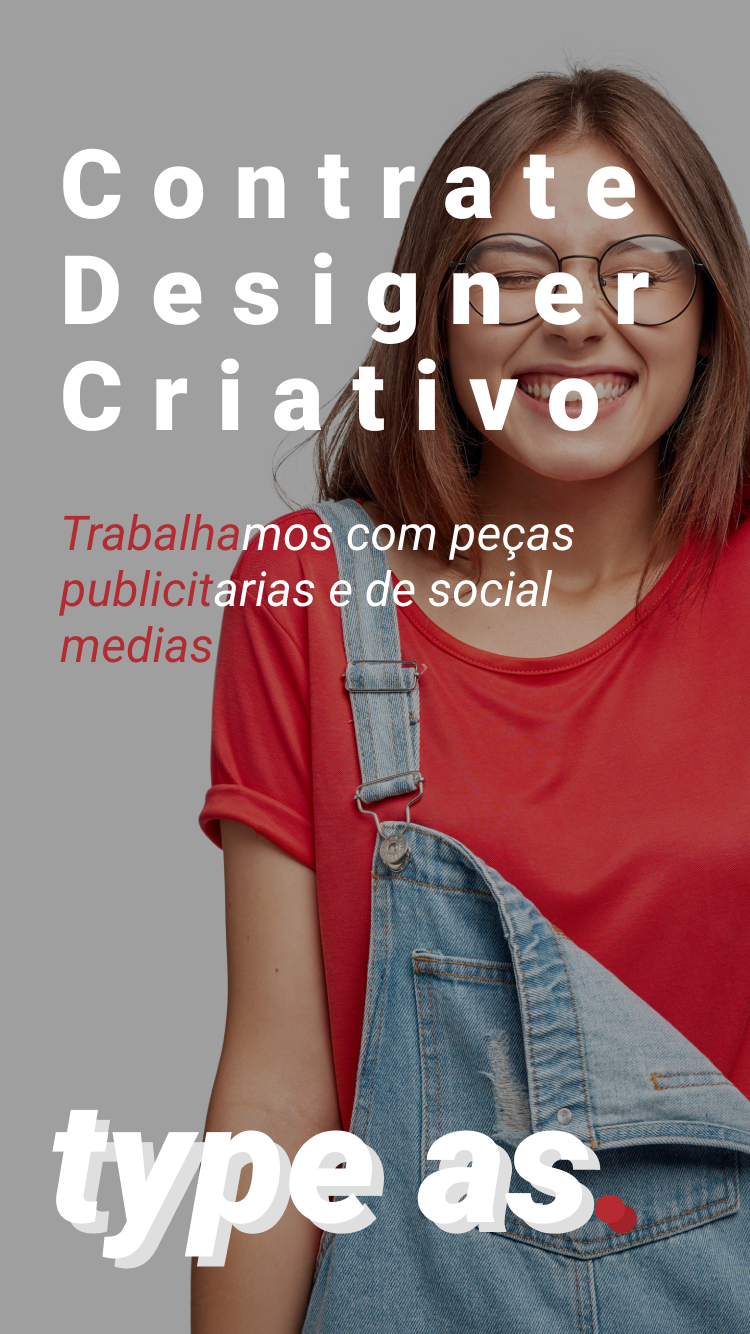 Contrate
Designer
Criativo
Trabalhamos com peças
publicitarias e de social
medias
type as.